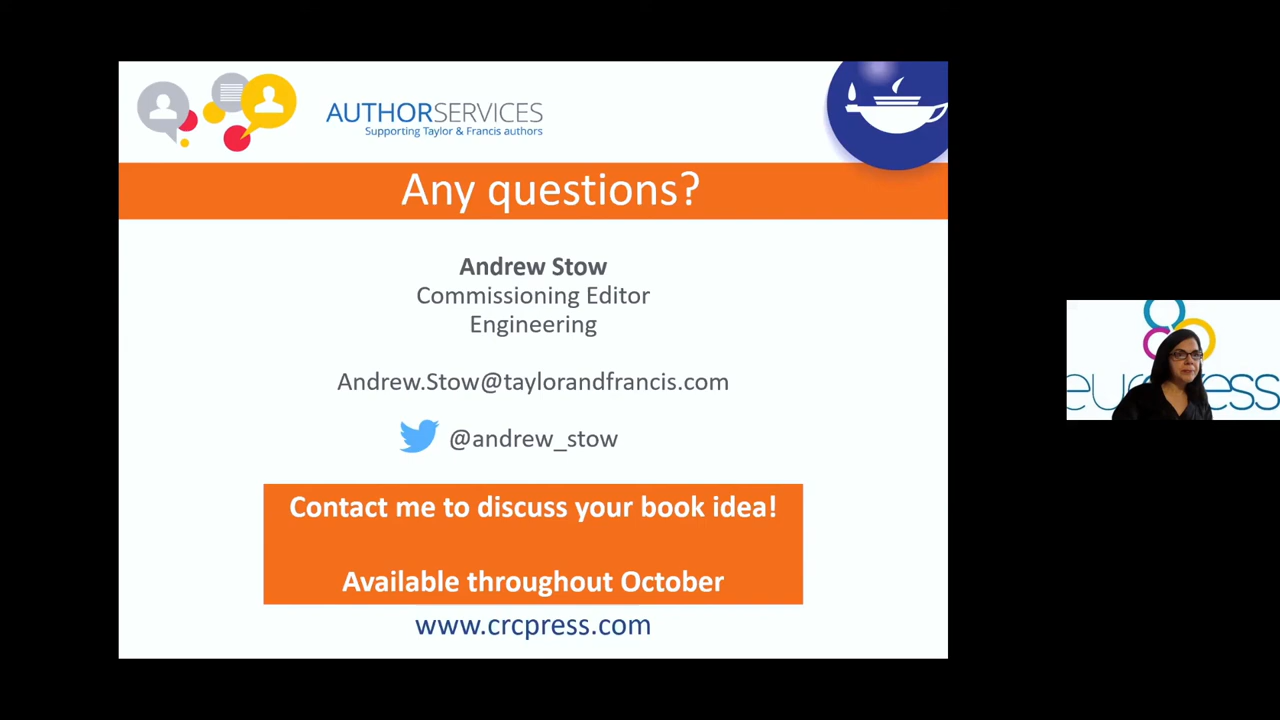 AUTHORSERVICES
Supporting Taylor & Francis authors
Any questions?
Andrew Stow
Commissioning Editor
Engineering
Andrew.Stow@taylorandfrancis.com
@andrew_stow
Contact me to discuss your book idea!
Available throughout October
www.crcpress.com